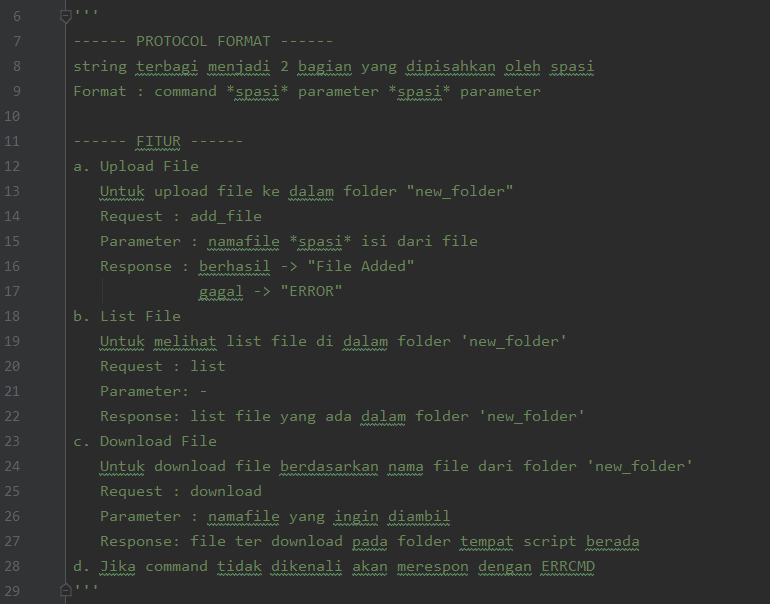 6 '''
7 ------ PROTOCOL FORMAT ------
8 string terbagi menjadi 2 bagian yang dipisahkan oleh spasi
9 Format : command *spasi* parameter *spasi* parameter
10
11 ------ FITUR ------
12 a. Upload File
13 Untuk upload file ke dalam folder "new_folder"
14 Request : add_file
15 Parameter : namafile *spasi* isi dari file
16 Response : berhasil -> "File Added"
17 gagal -> "ERROR"
18 b. List File
19 Untuk melihat list file di dalam folder 'new_folder'
20 Request : list
21 Parameter: -
22 Response: list file yang ada dalam folder 'new_folder'
23 c. Download File
24 Untuk download file berdasarkan nama file dari folder 'new_folder'
25 Request : download
26 Parameter : namafile yang ingin diambil
27 Response: file ter download pada folder tempat script berada
28 d. Jika command tidak dikenali akan merespon dengan ERRCMD
29 '''